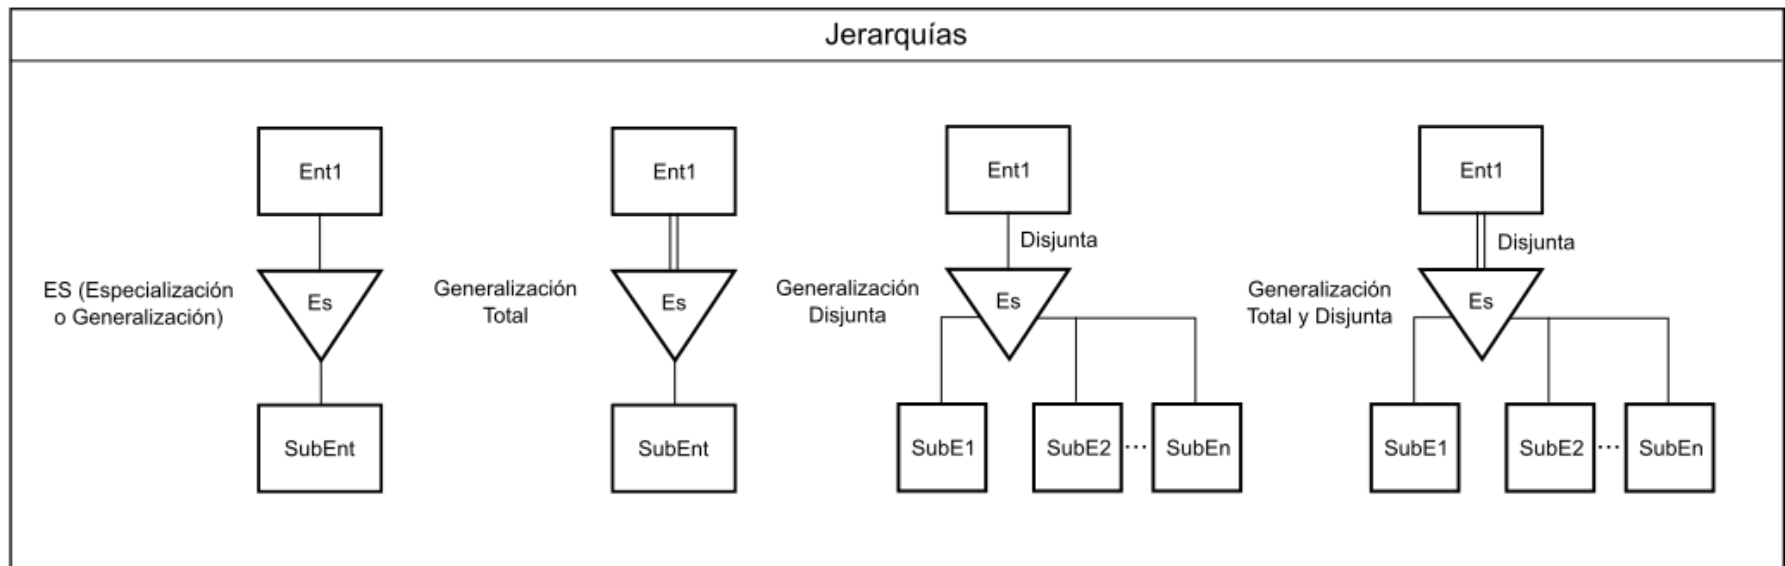 Jerarquías
ES (Especialización
o Generalización)
Ent1
Es
SubEnt
Generalización
Total
Ent1
Es
SubEnt
Generalización
Disjunta
Ent1
Disjunta
Es
SubE1 SubE2 ... SubEn
Generalización
Total y Disjunta
Ent1
Disjunta
Es
SubE1 SubE2 ... SubEn